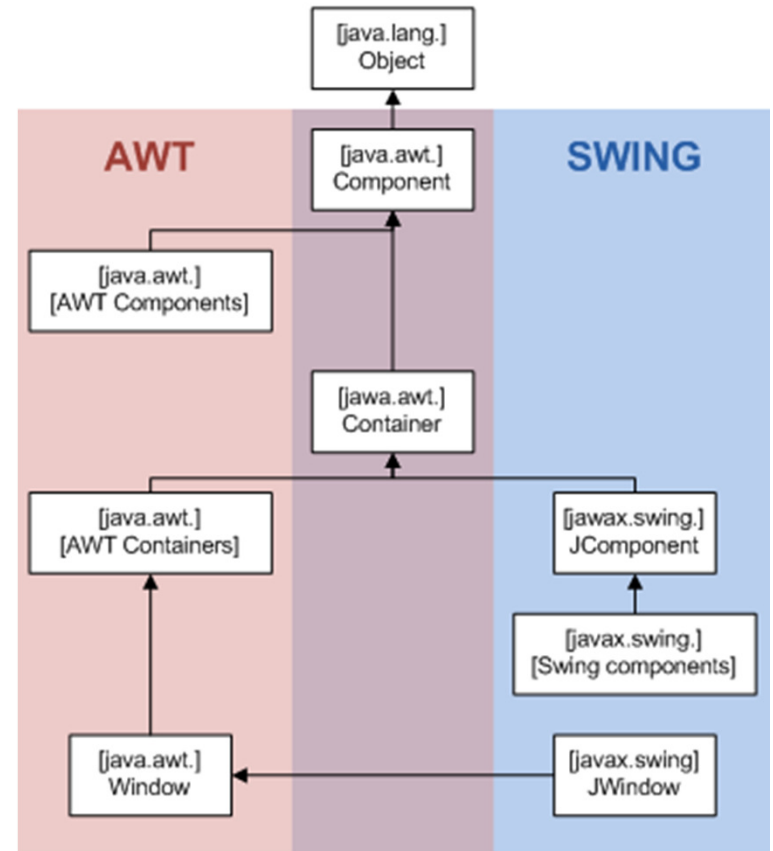 [java.lang.]
Object
AWT
SWING
[java.awt.]
Component
[java.awt.]
[AWT Components]
[jawa.awt.]
Container
[java.awt.]
[AWT Containers]
[jawax.swing.]
JComponent
[javax.swing.]
[Swing components]
[java.awt.]
Window
[javax.swing]
JWindow